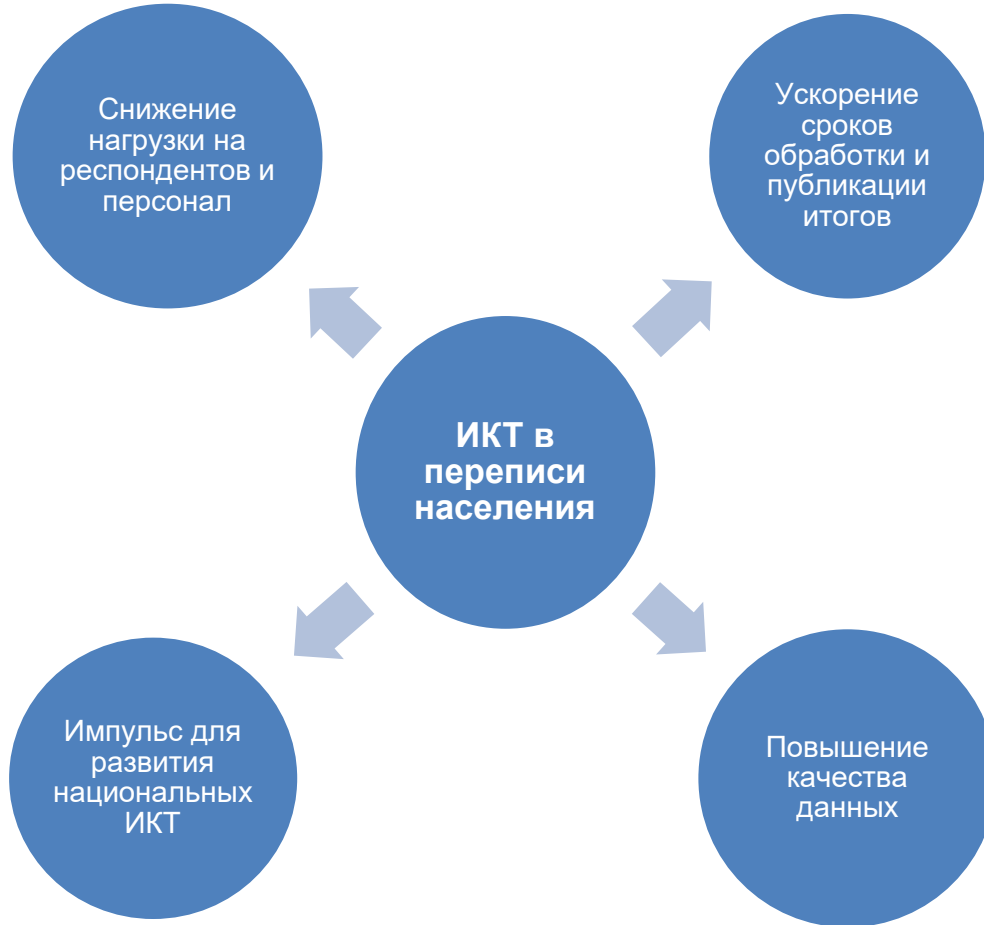 Снижение
нагрузки на
респондентов и
персонал
Ускорение
сроков
обработки и
публикации
итогов
ИКТ в
переписи
населения
Импульс для
развития
национальных
ИКТ
Повышение
качества
данных